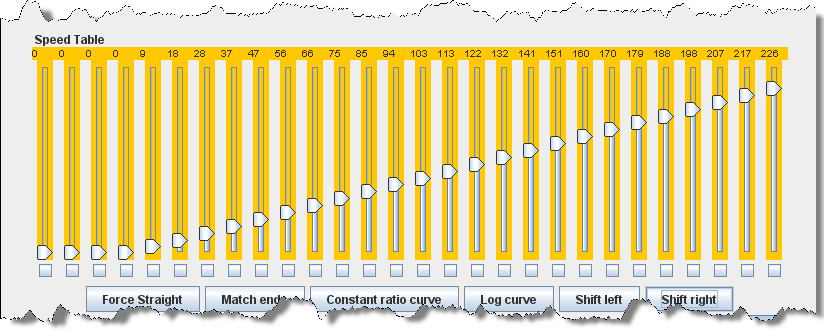 Speed Table
0 0 0 0 9 18 28 37 47 56 66 75 85 94 103 113 122 132 141 151 160 170 179 188 198 207 217 226
Force Straight Match ends Constant ratio curve Log curve Shift left Shift right